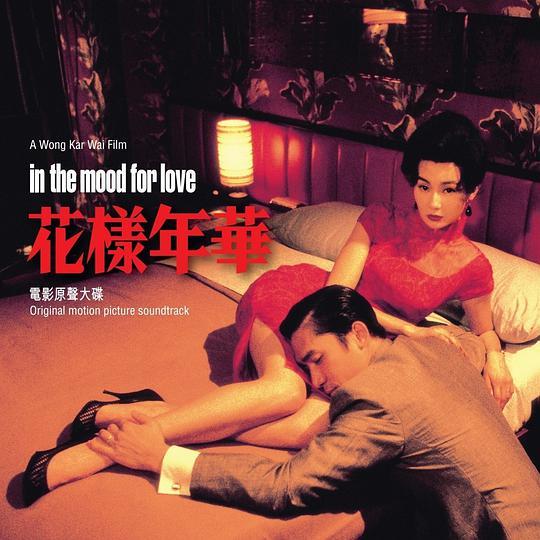 A Wong Kar Wai Film
in the mood for love
花樣年華
電影原聲大碟
Original motion picture soundtrack